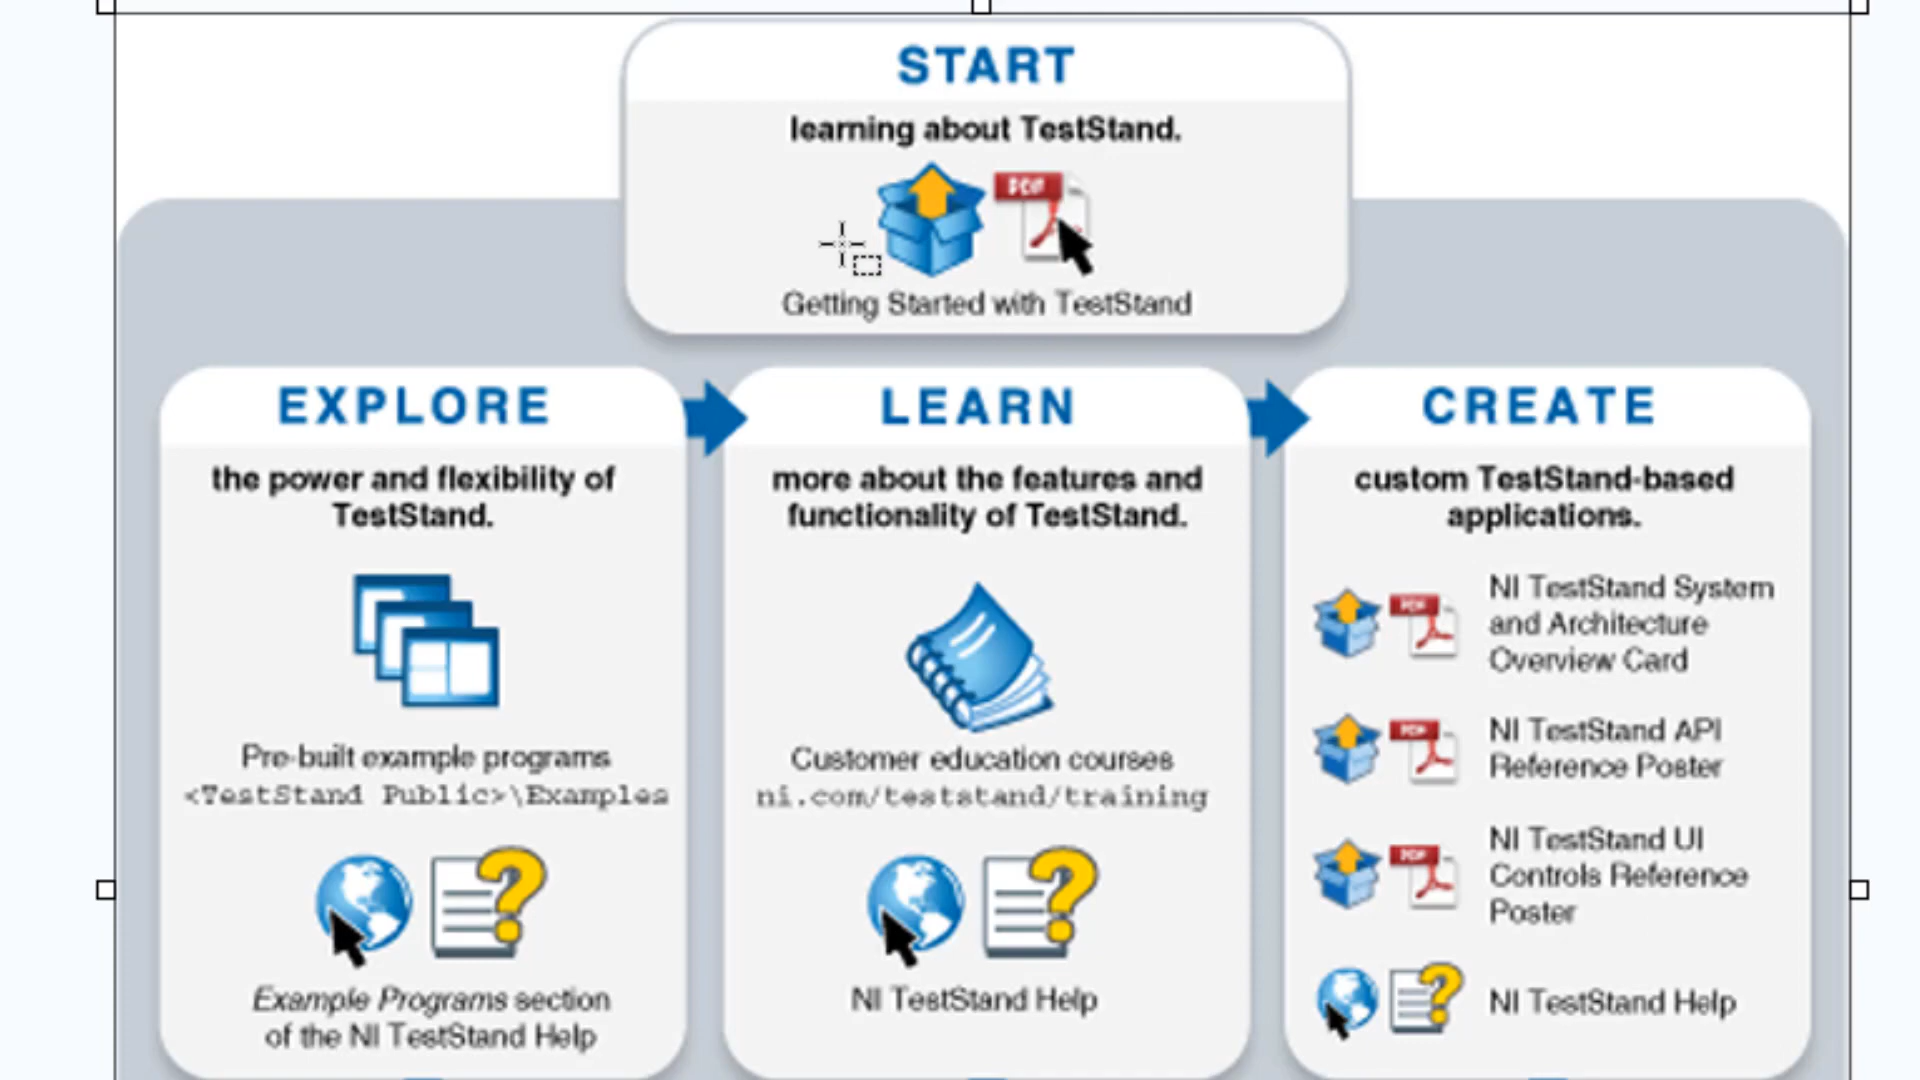 START
learning about TestStand.
PDF
Getting Started with TestStand
EXPLORE
the power and flexibility of
TestStand.
Pre-built example programs
<TestStand Public>\Examples
Example Programs section
of the NI TestStand Help
LEARN
more about the features and
functionality of TestStand.
Customer education courses
ni.com/teststand/training
NI TestStand Help
CREATE
custom TestStand-based
applications.
PDF
NI TestStand System
and Architecture
Overview Card
PDF
NI TestStand API
Reference Poster
PDF
NI TestStand UI
Controls Reference
Poster
NI TestStand Help